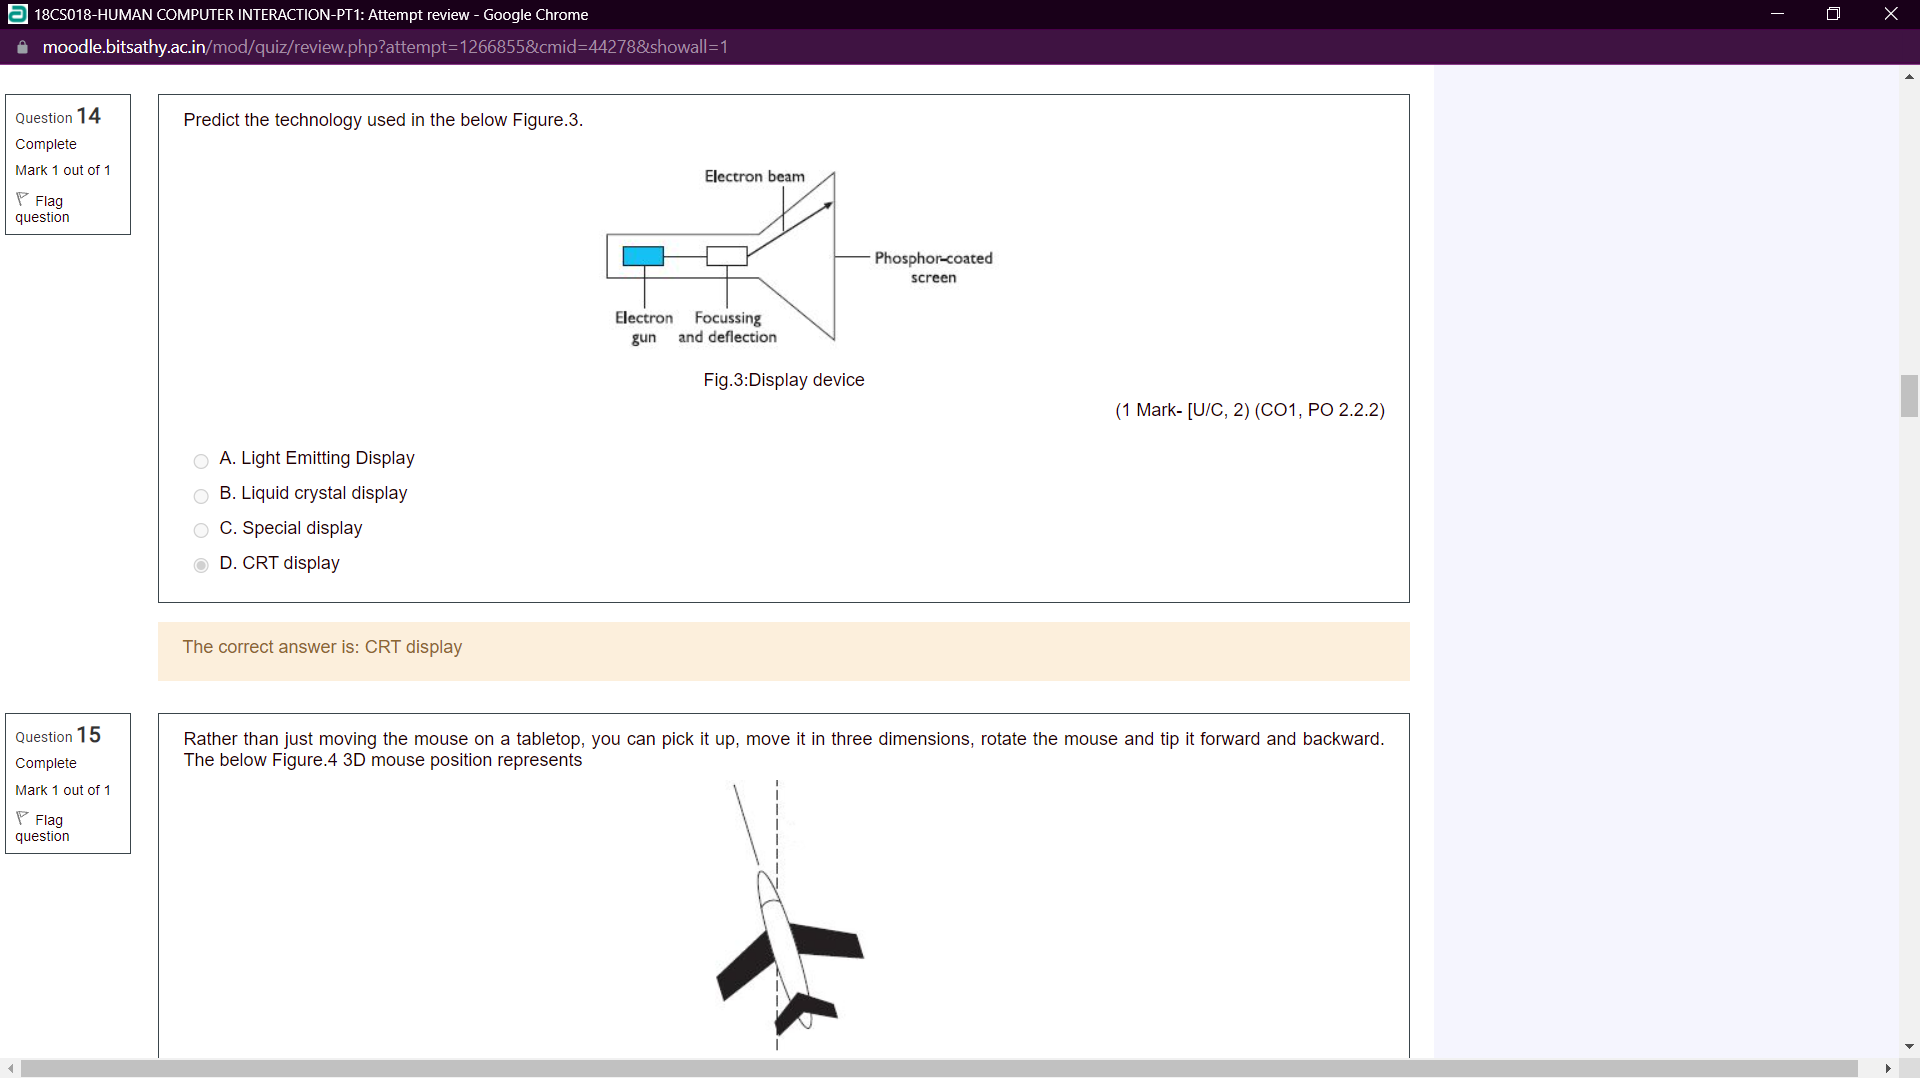 18CS018-HUMAN COMPUTER INTERACTION-PT1: Attempt review - Google Chrome
moodle.bitsathy.ac.in/mod/quiz/review.php?attempt=1266855&cmid=44278&showall=1
Question 14
Complete
Mark 1 out of 1
Flag
question
Predict the technology used in the below Figure.3.
Electron beam
Phosphor-coated
screen
Electron
gun
Focussing
and deflection
Fig.3:Display device
(1 Mark- [U/C, 2) (CO1, PO 2.2.2)
A. Light Emitting Display
B. Liquid crystal display
C. Special display
D. CRT display
The correct answer is: CRT display
Question 15
Complete
Mark 1 out of 1
Flag
question
Rather than just moving the mouse on a tabletop, you can pick it up, move it in three dimensions, rotate the mouse and tip it forward and backward.
The below Figure.4 3D mouse position represents